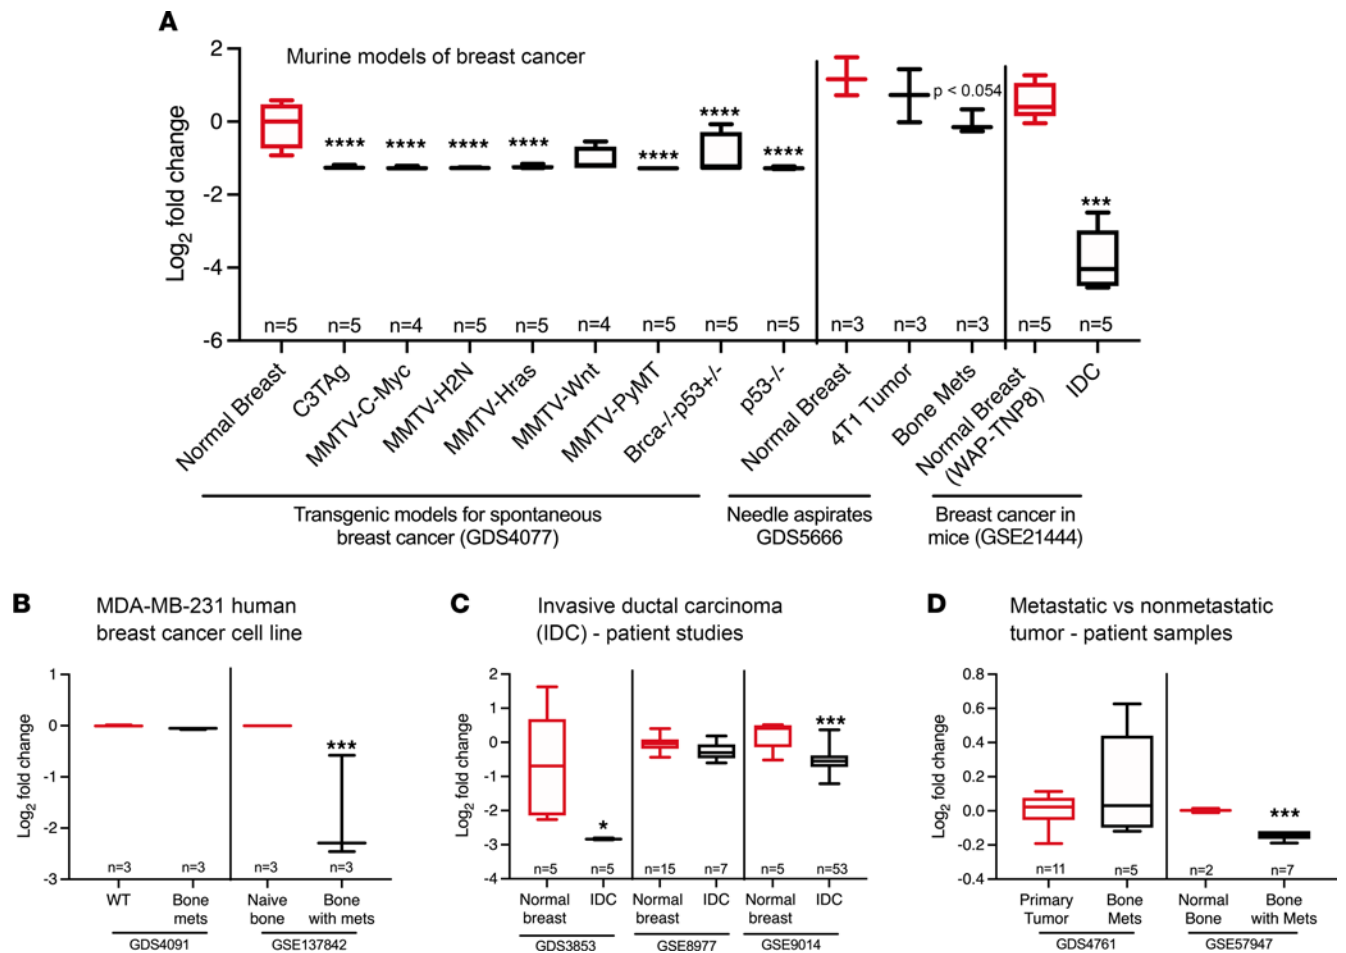 A
Murine models of breast cancer
Log2 fold change
2
0
-2
-4
-6
**** **** **** **** **** **** **** p < 0.054 ***
n=5 n=5 n=4 n=5 n=5 n=4 n=5 n=5 n=5 n=3 n=3 n=3 n=5 n=5
Normal Breast
C3TAg
MMTV-C-Myc
MMTV-H2N
MMTV-Hras
MMTV-Wnt
MMTV-PyMT
Brca-/-p53+/-
p53-/-
Normal Breast
4T1 Tumor
Bone Mets
Normal Breast
(WAP-TNP8)
IDC
Transgenic models for spontaneous
breast cancer (GDS4077)
Needle aspirates
GDS5666
Breast cancer in
mice (GSE21444)
B
MDA-MB-231 human
breast cancer cell line
Log2 fold change
1
0
-1
-2
-3
***
n=3 n=3 n=3 n=3
WT
Bone
mets
Naive
bone
Bone
with mets
GDS4091
GSE137842
C
Invasive ductal carcinoma
(IDC) - patient studies
Log2 fold change
2
1
0
-1
-2
-3
-4
* ***
n=5 n=5 n=15 n=7 n=5 n=53
Normal
breast
IDC
Normal
breast
IDC
Normal
breast
IDC
GDS3853
GSE8977
GSE9014
D
Metastatic vs nonmetastatic
tumor - patient samples
Log2 fold change
0.8
0.6
0.4
0.2
0.0
-0.2
-0.4
***
n=11 n=5 n=2 n=7
Primary
Tumor
Bone
Mets
Normal
Bone
Bone
with Mets
GDS4761
GSE57947